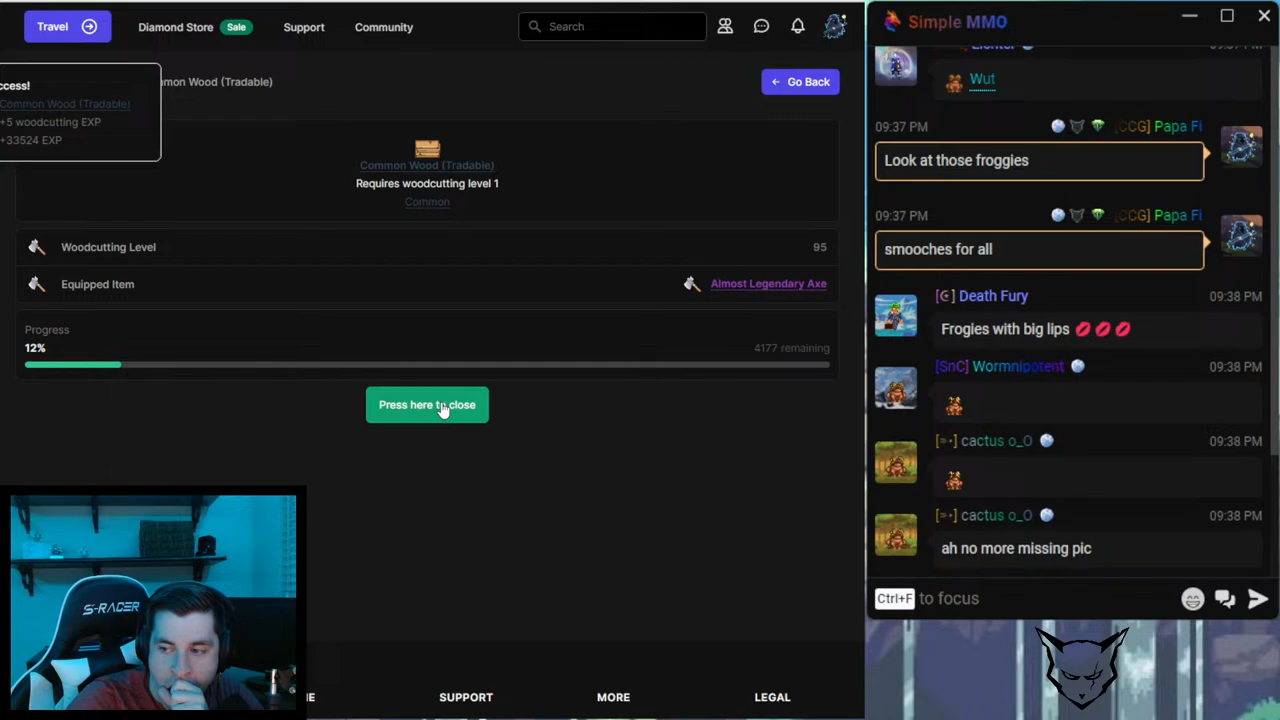 Travel
Diamond Store Sale
Support
Community
Search
ccess!
Common Wood (Tradable)
+5 woodcutting EXP
+33524 EXP
mmon Wood (Tradable)
Go Back
Common Wood (Tradable)
Requires woodcutting level 1
Common
Woodcutting Level 95
Equipped Item Almost Legendary Axe
Progress
12% 4177 remaining
Press here to close
S-RACER
SUPPORT
MORE
LEGAL
Simple MMO
Wut
09:37 PM [CCG] Papa Fi
Look at those froggies
09:37 PM [CCG] Papa Fi
smooches for all
Death Fury 09:38 PM
Frogies with big lips 💋💋💋
[SnC] Wormnipotent 09:38 PM
cactus o_O 09:38 PM
cactus o_O 09:38 PM
ah no more missing pic
Ctrl+F to focus